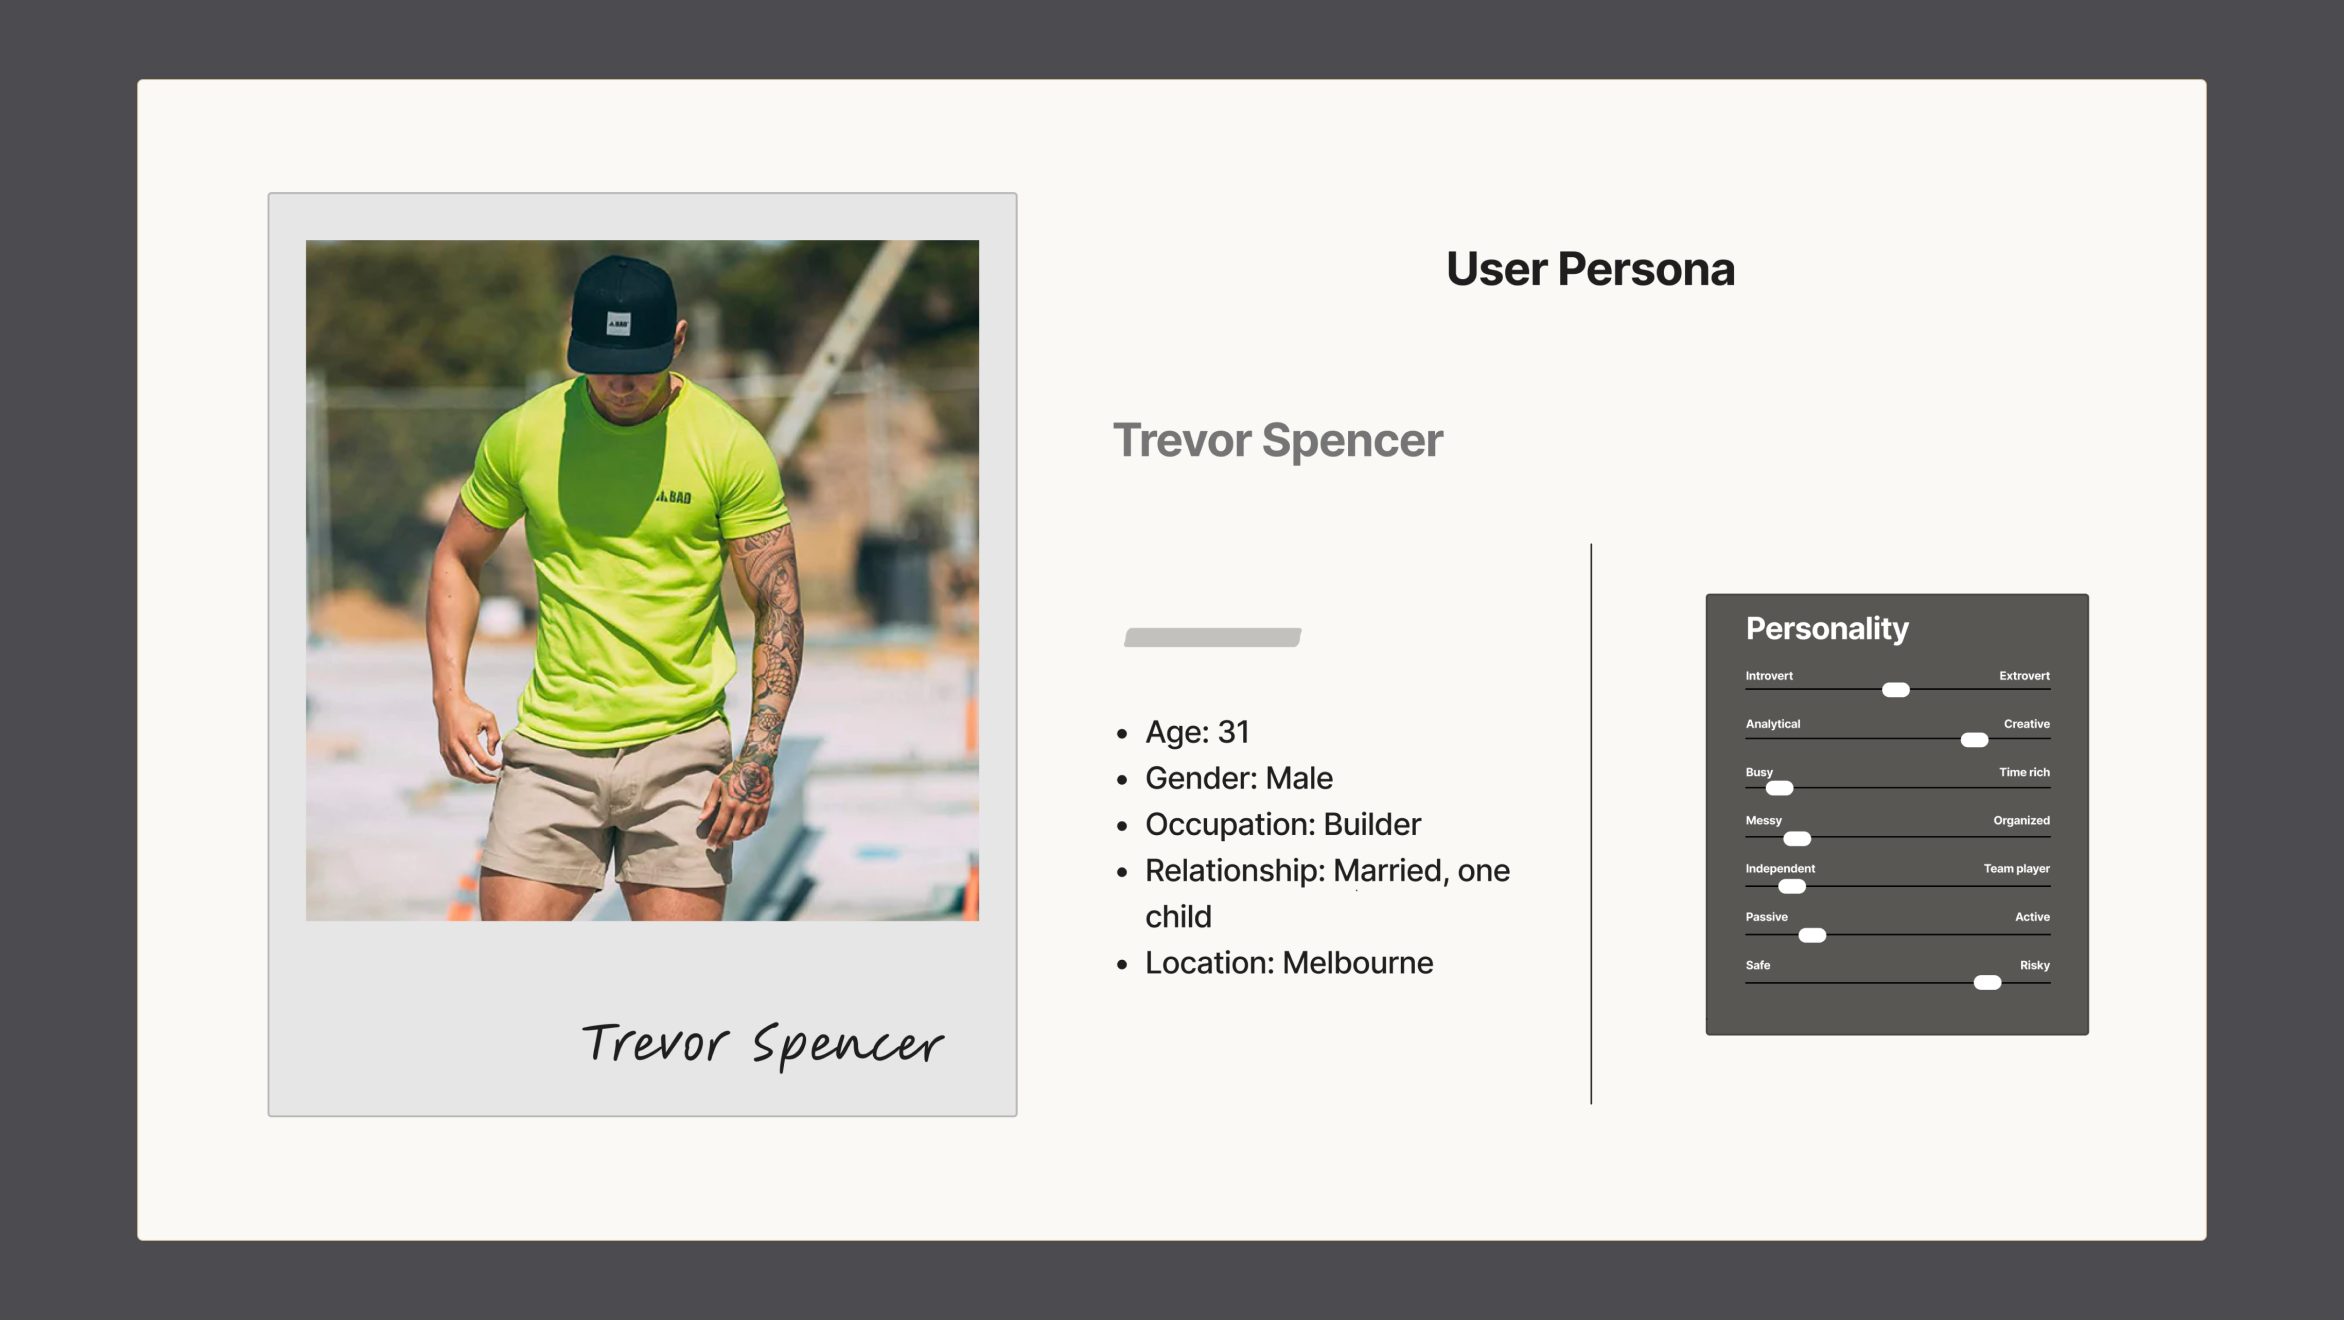 User Persona
Trevor Spencer
BAD
BAD
Age: 31
Gender: Male
Occupation: Builder
Relationship: Married, one
child
Location: Melbourne
Personality
Introvert Extrovert
Analytical Creative
Busy Time rich
Messy Organized
Independent Team player
Passive Active
Safe Risky
Trevor Spencer